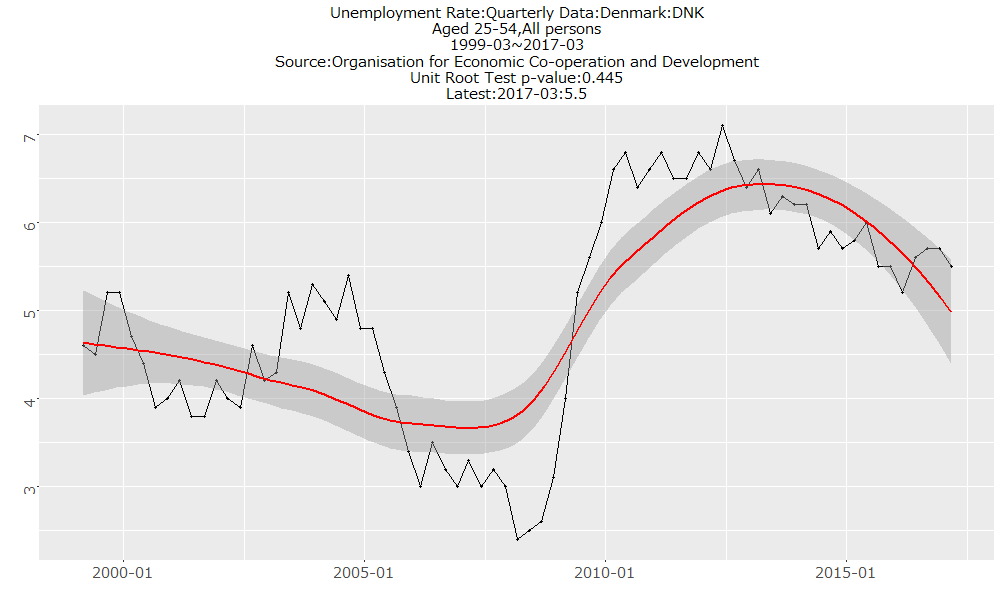 Unemployment Rate:Quarterly Data:Denmark:DNK
Aged 25-54,All persons
1999-03~2017-03
Source:Organisation for Economic Co-operation and Development
Unit Root Test p-value:0.445
Latest:2017-03:5.5
7
6
5
4
3
2000-01
2005-01
2010-01
2015-01